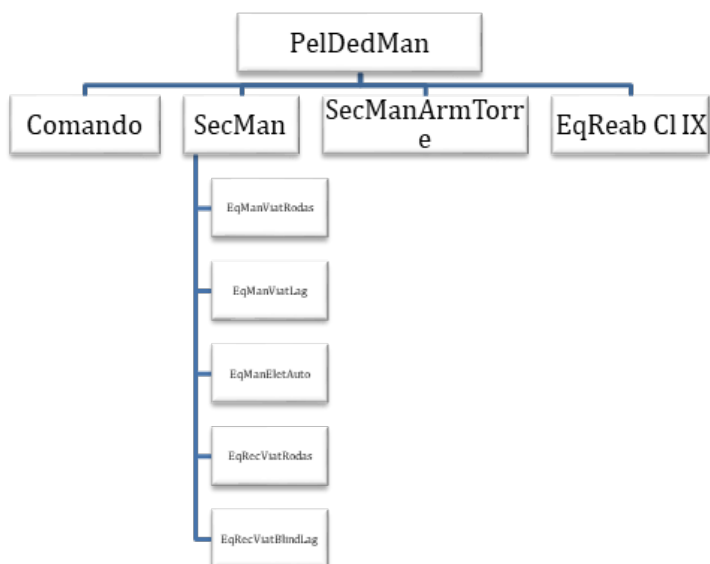 PelDedMan
Comando
SecMan
SecManArmTorr
e
EqReab Cl IX
EqManViatRodas
EqManViatLag
EqManEletAuto
EqRecViatRodas
EqRecViatBlindLag